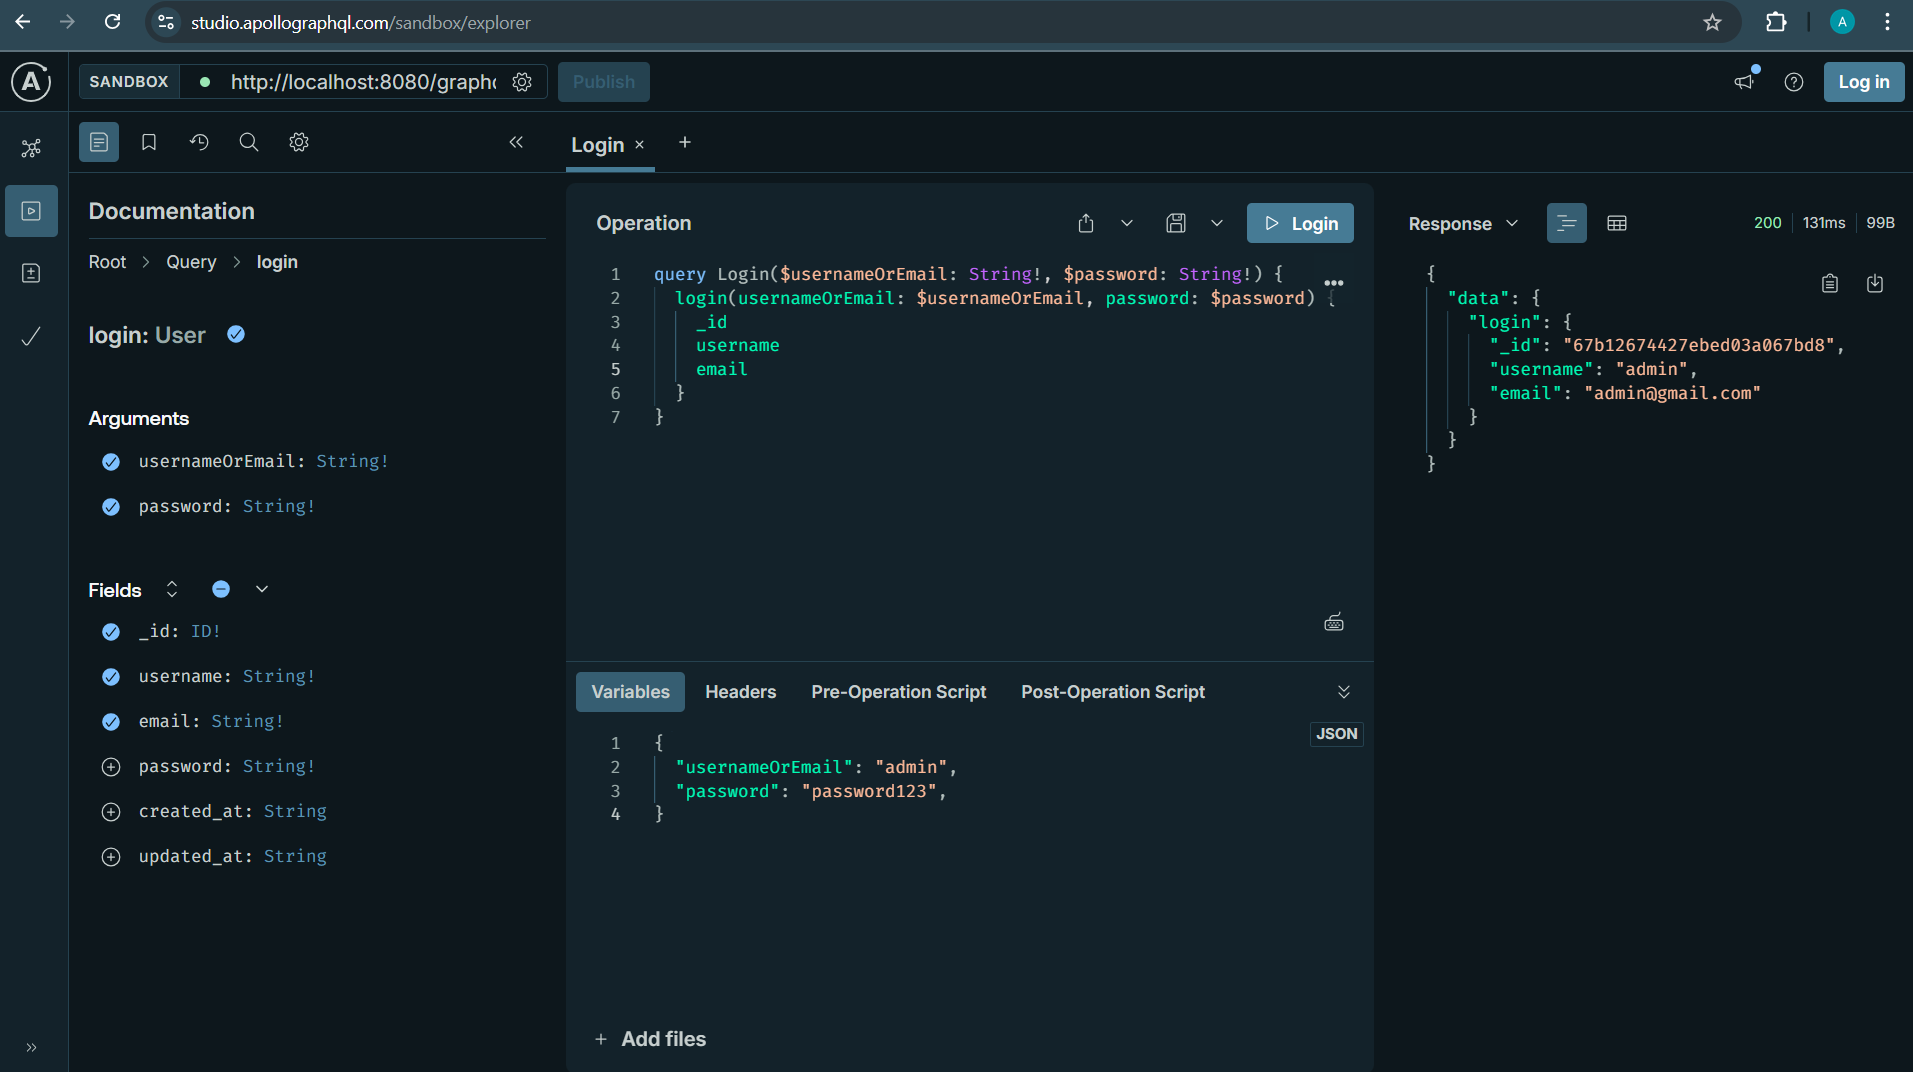 studio.apollographql.com/sandbox/explorer
A
A
SANDBOX
http://localhost:8080/graphq
Publish
Log in
Login
Documentation
Root > Query > login
login: User
Arguments
usernameOrEmail: String!
password: String!
Fields
_id: ID!
username: String!
email: String!
password: String!
created_at: String
updated_at: String
Operation
Login
1 query Login($usernameOrEmail: String!, $password: String!) {
2 login(usernameOrEmail: $usernameOrEmail, password: $password) {
3 _id
4 username
5 email
6 }
7 }
Variables Headers Pre-Operation Script Post-Operation Script
JSON
1 {
2 "usernameOrEmail": "admin",
3 "password": "password123",
4 }
+ Add files
Response
200 131ms 99B
{
"data": {
"login": {
"_id": "67b12674427ebed03a067bd8",
"username": "admin",
"email": "admin@gmail.com"
}
}
}